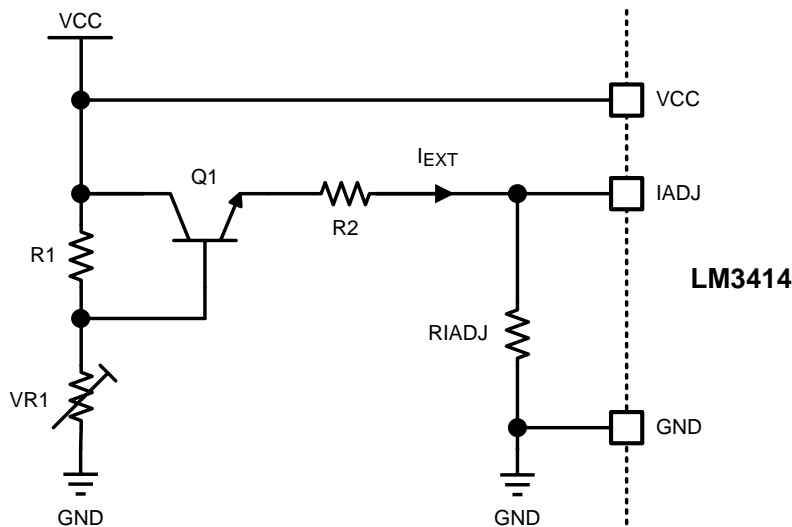 VCC
VCC
IEXT
Q1
IADJ
R2
R1
LM3414
RIADJ
VR1
GND
GND
GND